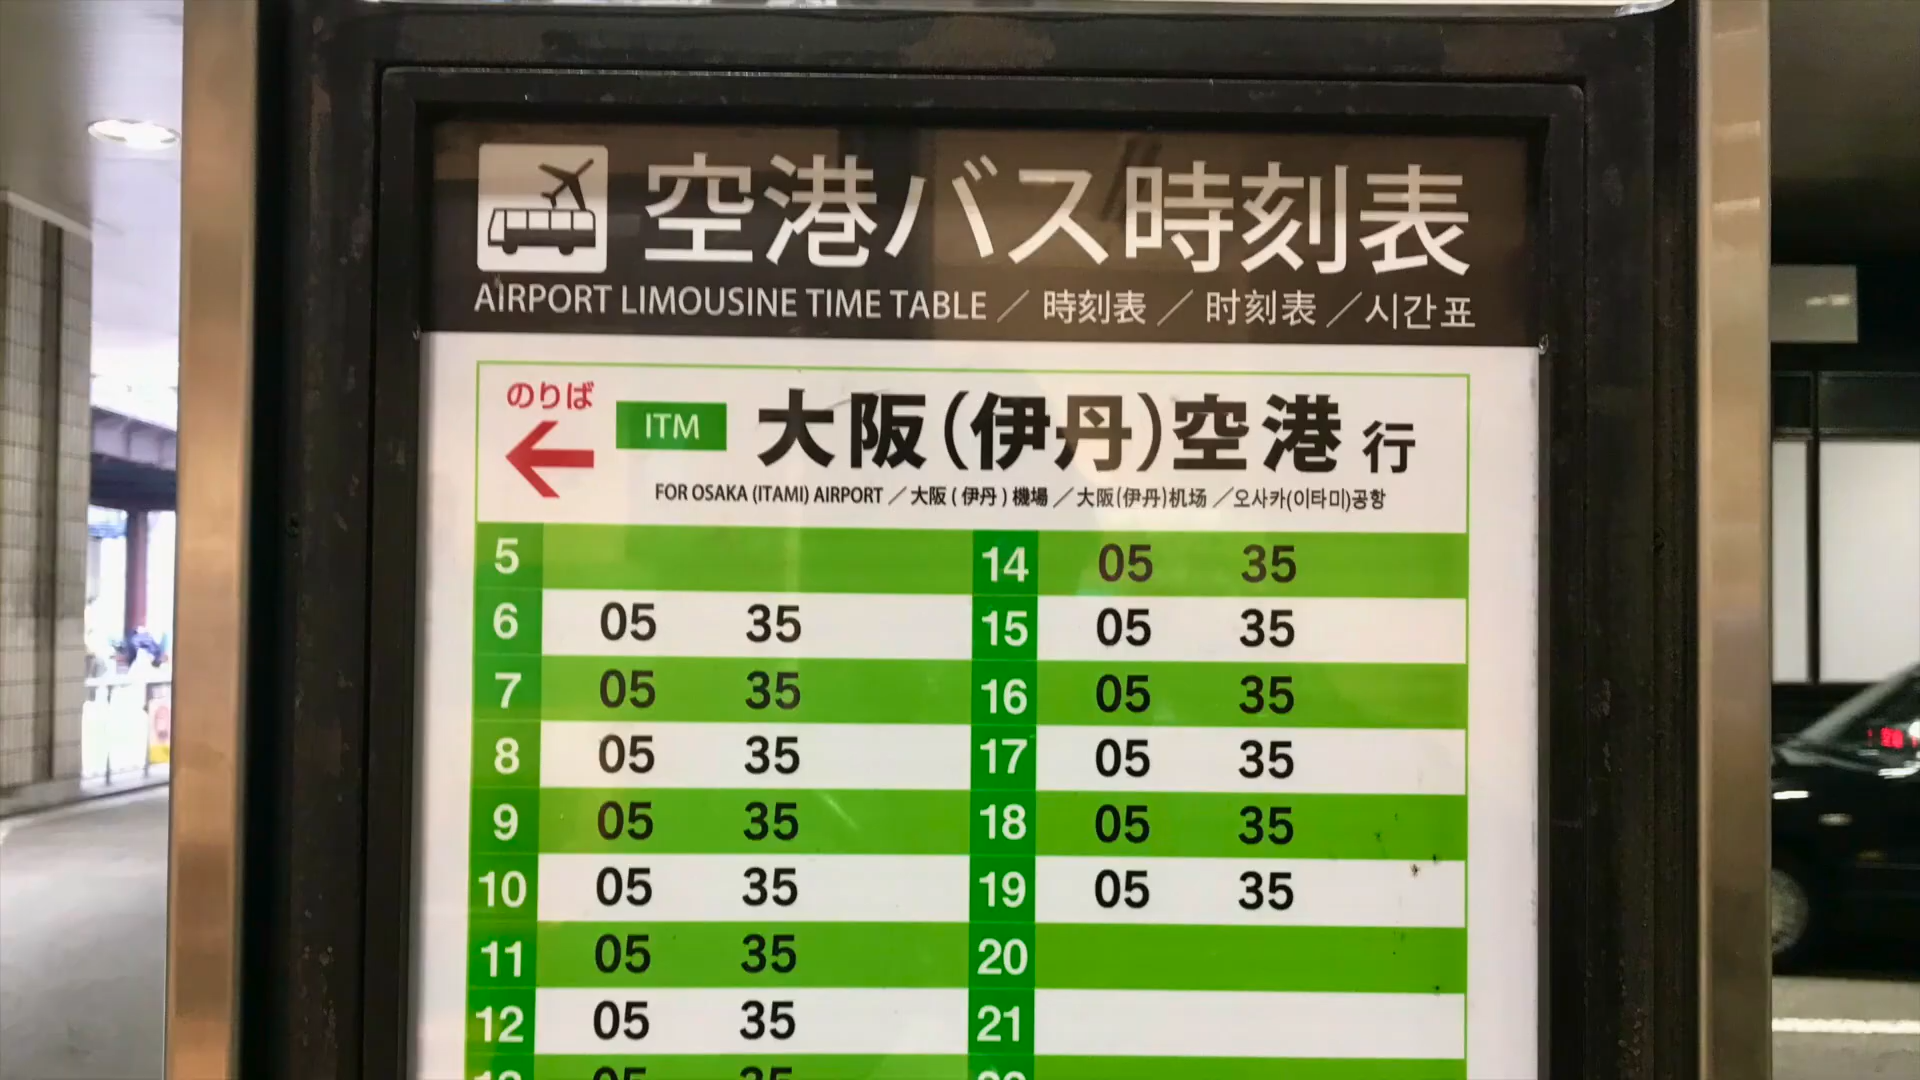 空港バス時刻表
AIRPORT LIMOUSINE TIME TABLE ／ 時刻表 ／ 时刻表 ／ 시간표
のりば
ITM 大阪(伊丹)空港 行
FOR OSAKA (ITAMI) AIRPORT ／ 大阪 ( 伊丹 ) 機場 ／ 大阪(伊丹)机场 ／ 오사카(이타미)공항
5 14 05 35
6 05 35 15 05 35
7 05 35 16 05 35
8 05 35 17 05 35
9 05 35 18 05 35
10 05 35 19 05 35
11 05 35 20
12 05 35 21